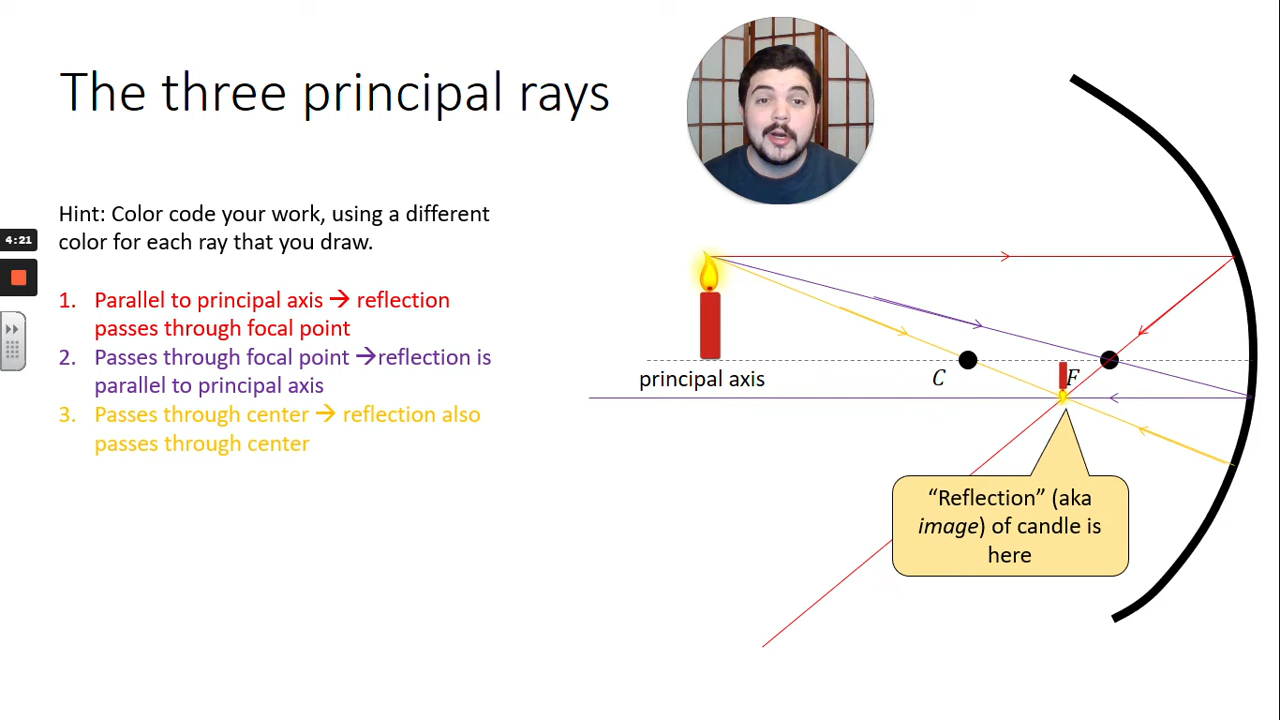 The three principal rays
Hint: Color code your work, using a different
color for each ray that you draw.
4:21
1. Parallel to principal axis → reflection
passes through focal point
2. Passes through focal point →reflection is
parallel to principal axis
3. Passes through center → reflection also
passes through center
principal axis
C
F
“Reflection” (aka
image) of candle is
here